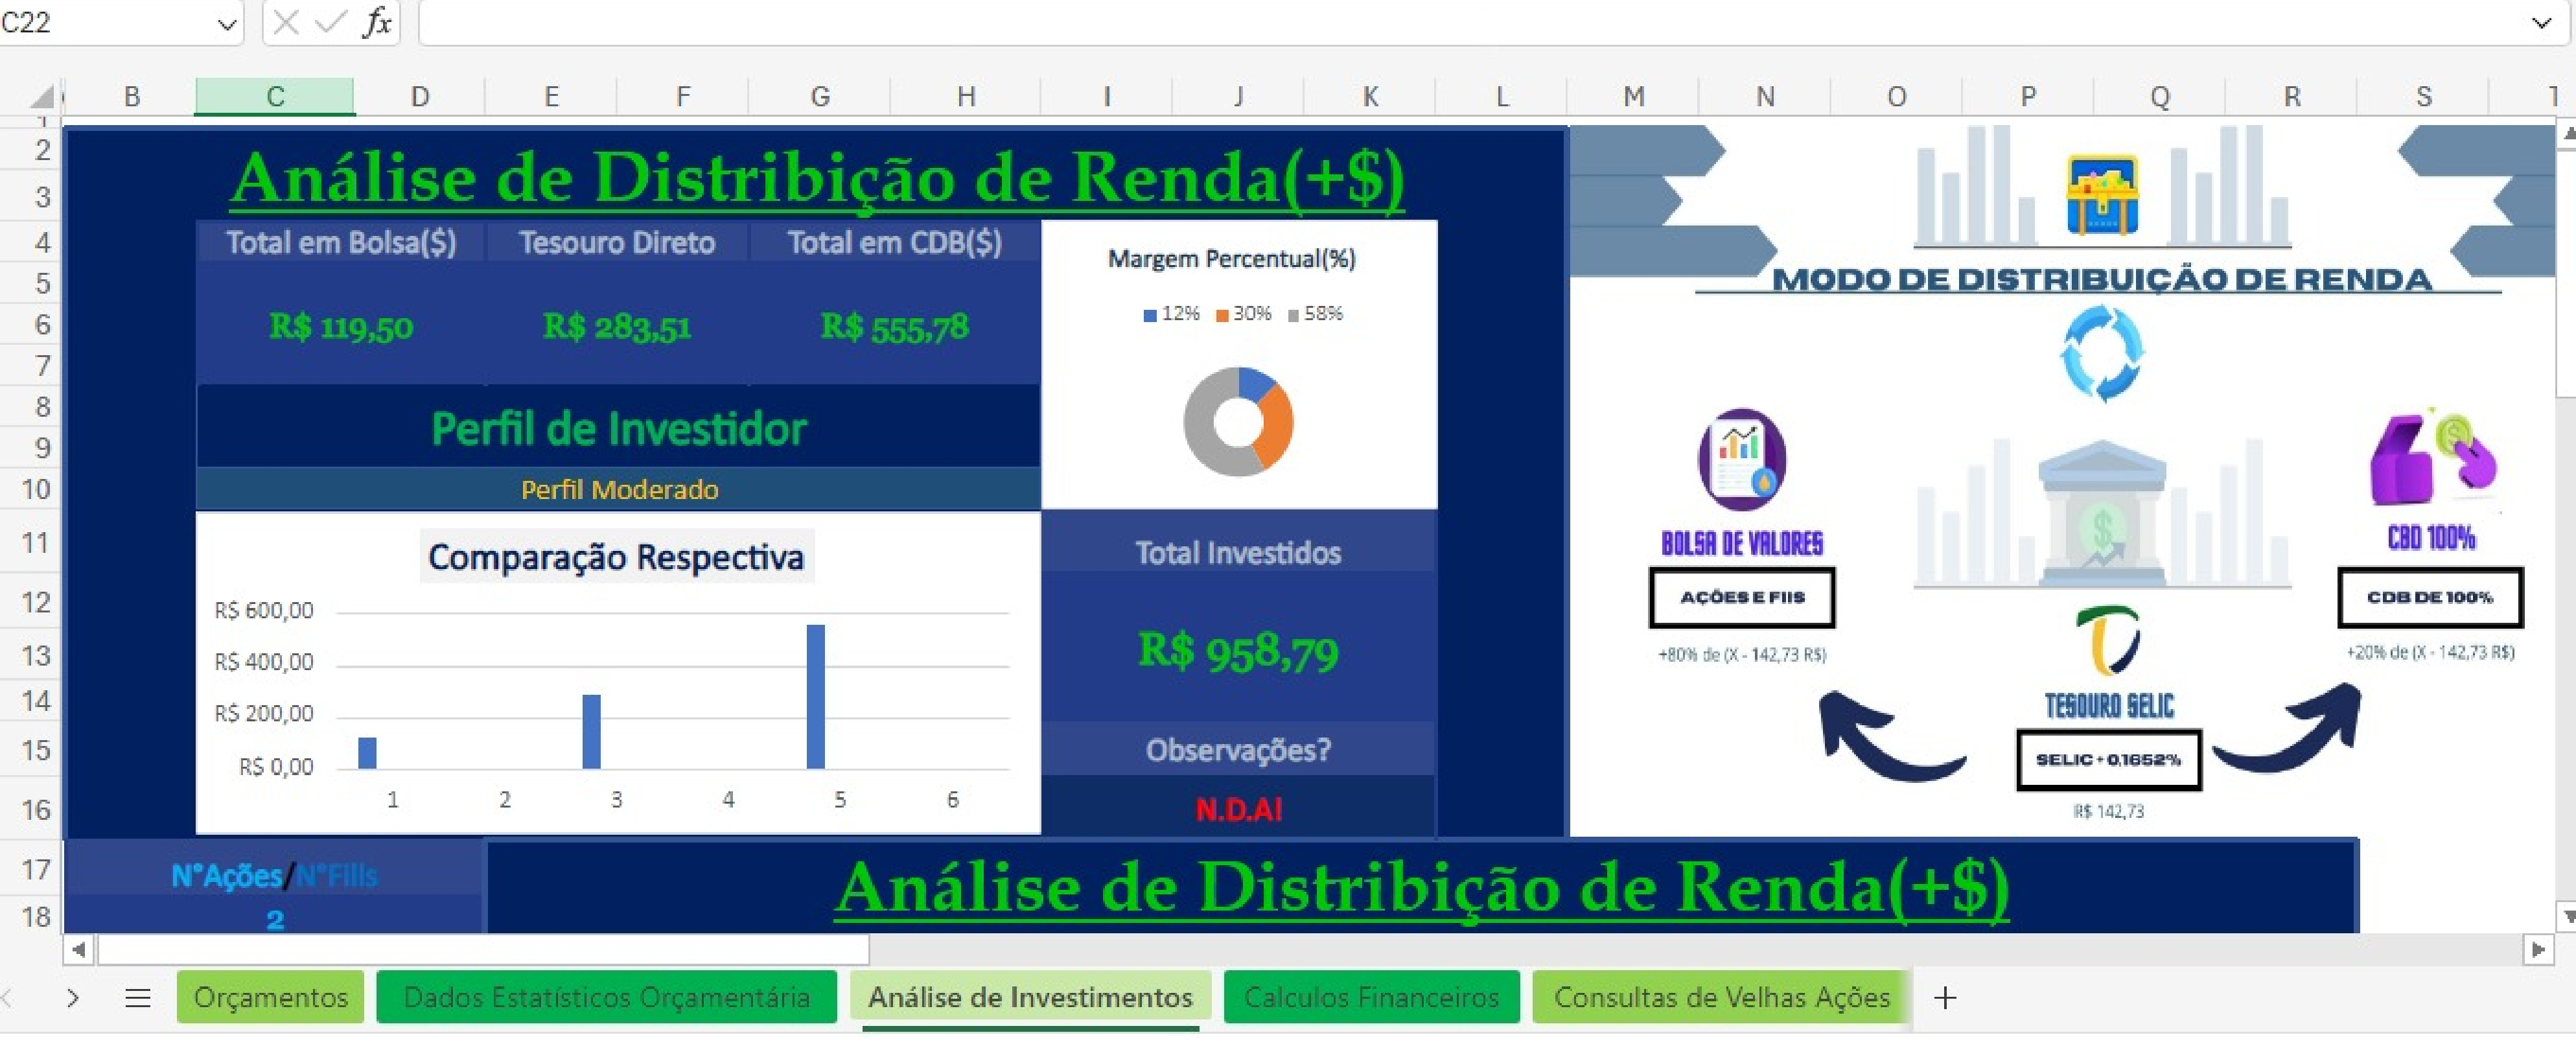 C22
fx
B C D E F G H I J K L M N O P Q R S T
1
2
3
4
5
6
7
8
9
10
11
12
13
14
15
16
17
18
Análise de Distribição de Renda(+$)
Total em Bolsa($) Tesouro Direto Total em CDB($)
R$ 119,50 R$ 283,51 R$ 555,78
Perfil de Investidor
Perfil Moderado
Margem Percentual(%)
12% 30% 58%
Comparação Respectiva
R$ 600,00
R$ 400,00
R$ 200,00
R$ 0,00
1 2 3 4 5 6
Total Investidos
R$ 958,79
Observações?
N.D.A!
MODO DE DISTRIBUIÇÃO DE RENDA
BOLSA DE VALORES
AÇÕES E FIIS
+80% de (X - 142,73 R$)
CBD 100%
CDB DE 100%
+20% de (X - 142,73 R$)
TESOURO SELIC
SELIC + 0,1652%
R$ 142,73
N°Ações/N°Fills
2
Análise de Distribição de Renda(+$)
Orçamentos Dados Estatísticos Orçamentária Análise de Investimentos Calculos Financeiros Consultas de Velhas Ações +